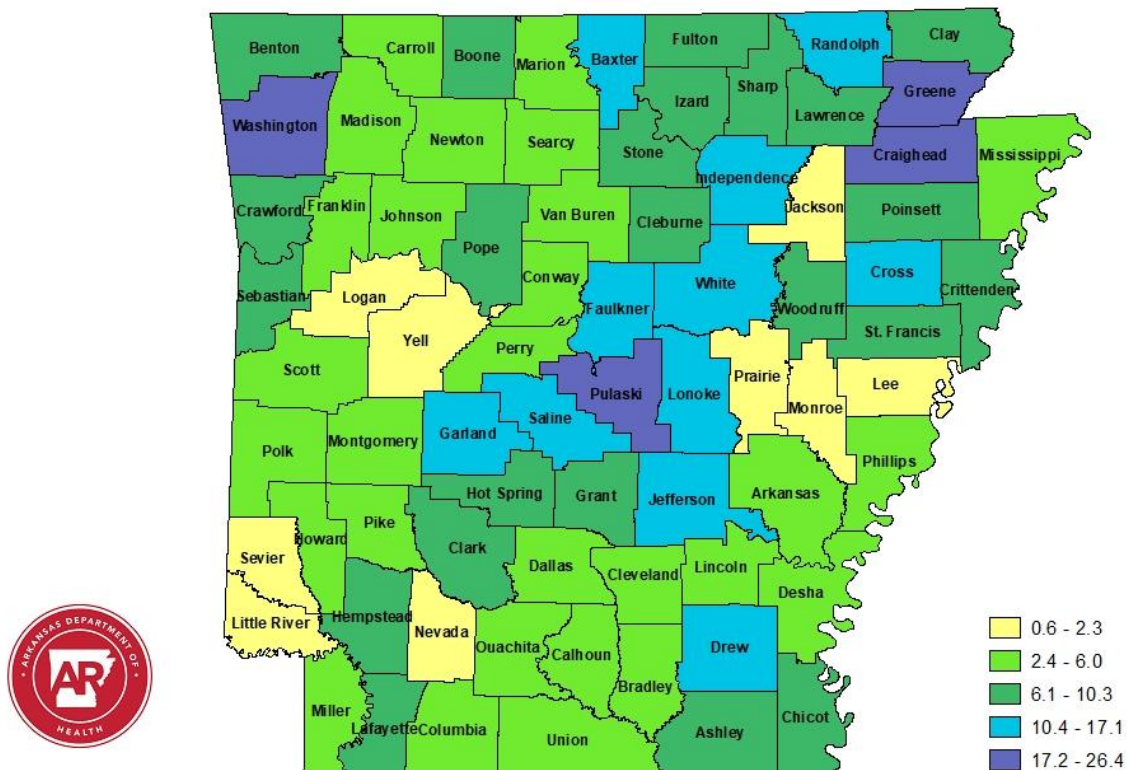 Benton
Carroll
Boone
Marion
Baxter
Fulton
Randolph
Clay
Washington
Madison
Newton
Searcy
Stone
Izard
Sharp
Lawrence
Greene
Craighead
Mississippi
Independence
Jackson
Poinsett
Crawford
Franklin
Johnson
Pope
Van Buren
Cleburne
Conway
Faulkner
White
Woodruff
Cross
Crittenden
St. Francis
Sebastian
Logan
Yell
Perry
Scott
Pulaski
Lonoke
Prairie
Monroe
Lee
Phillips
Garland
Saline
Polk
Montgomery
Hot Spring
Grant
Jefferson
Arkansas
Pike
Howard
Sevier
Clark
Dallas
Cleveland
Lincoln
Desha
Little River
Hempstead
Nevada
Ouachita
Calhoun
Bradley
Drew
Miller
Lafayette
Columbia
Union
Ashley
Chicot
ARKANSAS DEPARTMENT OF
AR
HEALTH
0.6 - 2.3
2.4 - 6.0
6.1 - 10.3
10.4 - 17.1
17.2 - 26.4